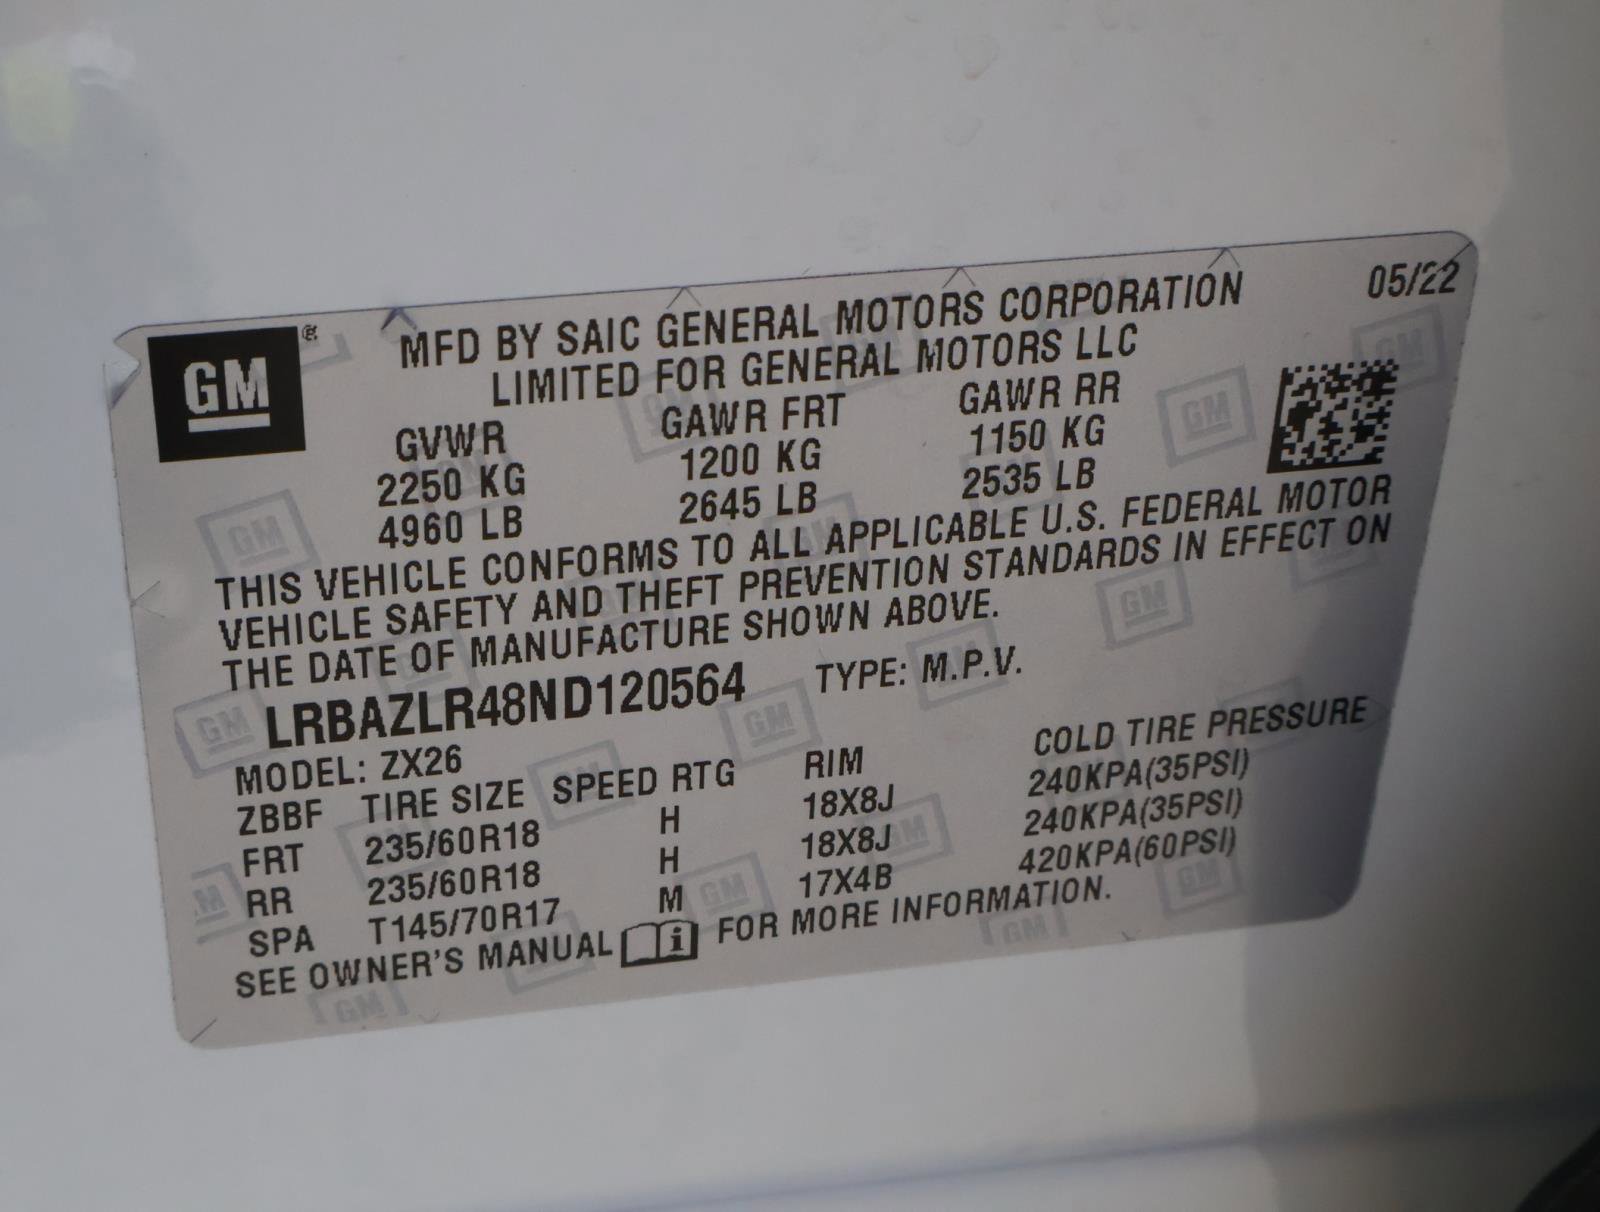 GM ®
MFD BY SAIC GENERAL MOTORS CORPORATION 05/22
LIMITED FOR GENERAL MOTORS LLC
GVWR GAWR FRT GAWR RR
2250 KG 1200 KG 1150 KG
4960 LB 2645 LB 2535 LB
THIS VEHICLE CONFORMS TO ALL APPLICABLE U.S. FEDERAL MOTOR
VEHICLE SAFETY AND THEFT PREVENTION STANDARDS IN EFFECT ON
THE DATE OF MANUFACTURE SHOWN ABOVE.
LRBAZLR48ND120564 TYPE: M.P.V.
MODEL: ZX26
ZBBF TIRE SIZE SPEED RTG RIM COLD TIRE PRESSURE
FRT 235/60R18 H 18X8J 240KPA(35PSI)
RR 235/60R18 H 18X8J 240KPA(35PSI)
SPA T145/70R17 M 17X4B 420KPA(60PSI)
SEE OWNER'S MANUAL i FOR MORE INFORMATION.